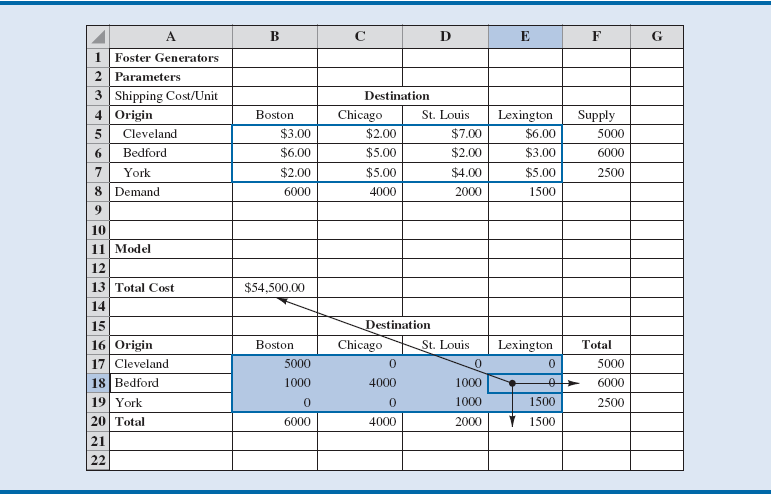 A B C D E F G
1 Foster Generators
2 Parameters
3 Shipping Cost/Unit Destination
4 Origin Boston Chicago St. Louis Lexington Supply
5 Cleveland $3.00 $2.00 $7.00 $6.00 5000
6 Bedford $6.00 $5.00 $2.00 $3.00 6000
7 York $2.00 $5.00 $4.00 $5.00 2500
8 Demand 6000 4000 2000 1500
9
10
11 Model
12
13 Total Cost $54,500.00
14
15 Destination
16 Origin Boston Chicago St. Louis Lexington Total
17 Cleveland 5000 0 0 0 5000
18 Bedford 1000 4000 1000 0 6000
19 York 0 0 1000 1500 2500
20 Total 6000 4000 2000 1500
21
22